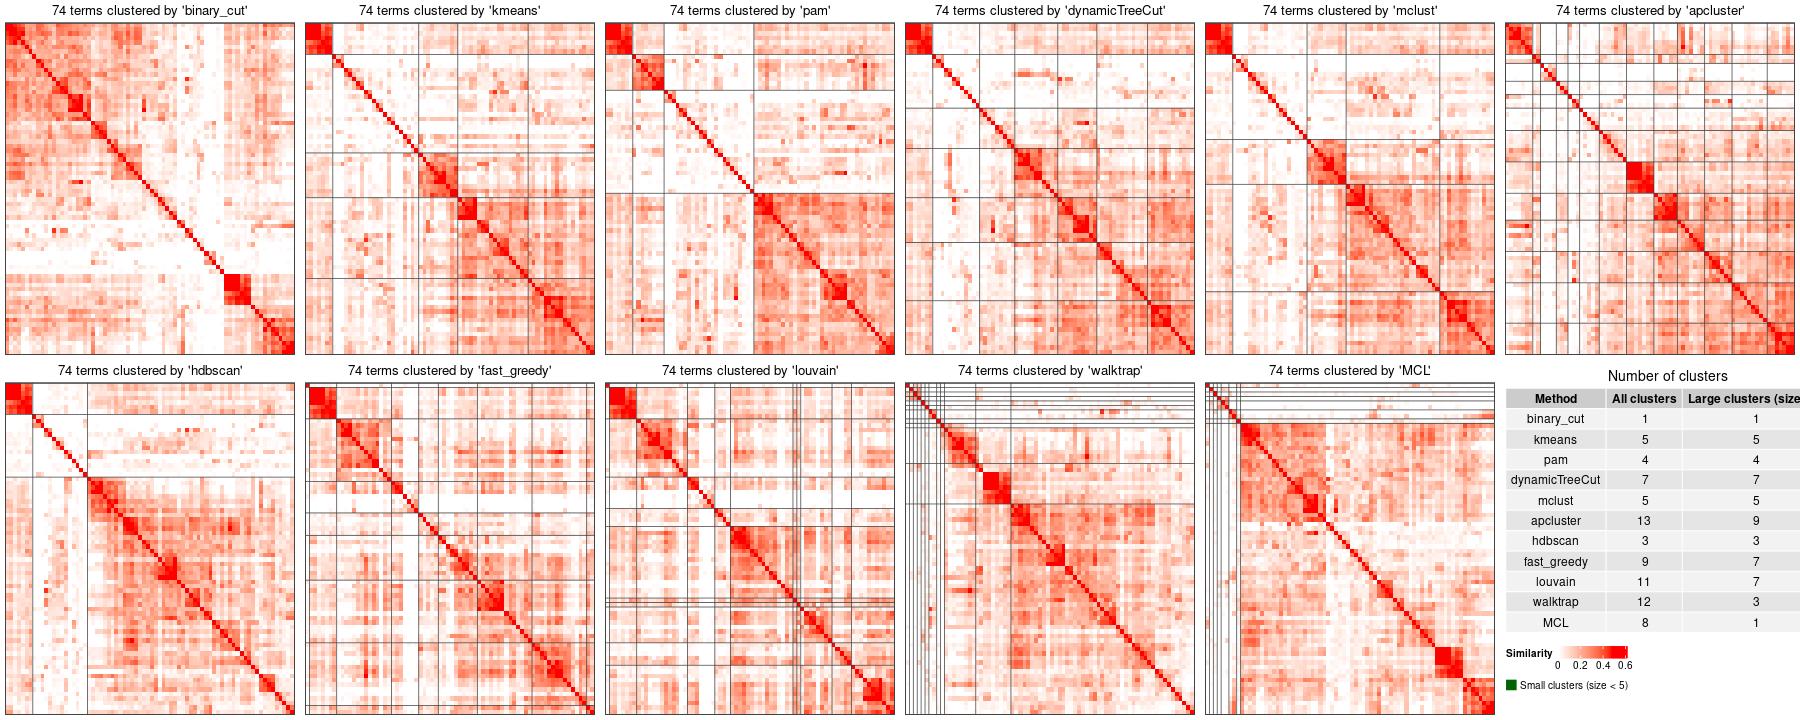 74 terms clustered by 'binary_cut'
74 terms clustered by 'kmeans'
74 terms clustered by 'pam'
74 terms clustered by 'dynamicTreeCut'
74 terms clustered by 'mclust'
74 terms clustered by 'apcluster'
74 terms clustered by 'hdbscan'
74 terms clustered by 'fast_greedy'
74 terms clustered by 'louvain'
74 terms clustered by 'walktrap'
74 terms clustered by 'MCL'
Number of clusters
Method All clusters Large clusters (size
binary_cut 1 1
kmeans 5 5
pam 4 4
dynamicTreeCut 7 7
mclust 5 5
apcluster 13 9
hdbscan 3 3
fast_greedy 9 7
louvain 11 7
walktrap 12 3
MCL 8 1
Similarity
0 0.2 0.4 0.6
Small clusters (size < 5)